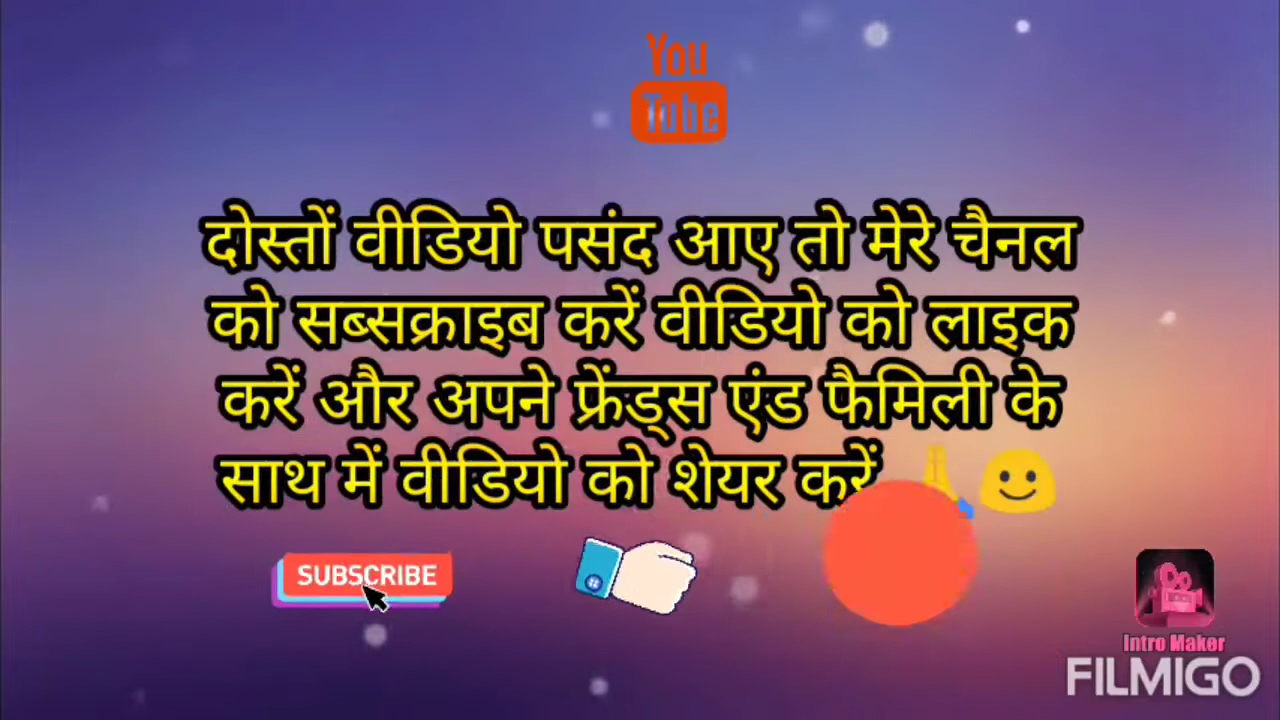 You
Tube
दोस्तों वीडियो पसंद आए तो मेरे चैनल
को सब्सक्राइब करें वीडियो को लाइक
करें और अपने फ्रेंड्स एंड फैमिली के
साथ में वीडियो को शेयर करें 🙏🙂
SUBSCRIBE
Intro Maker
FILMIGO